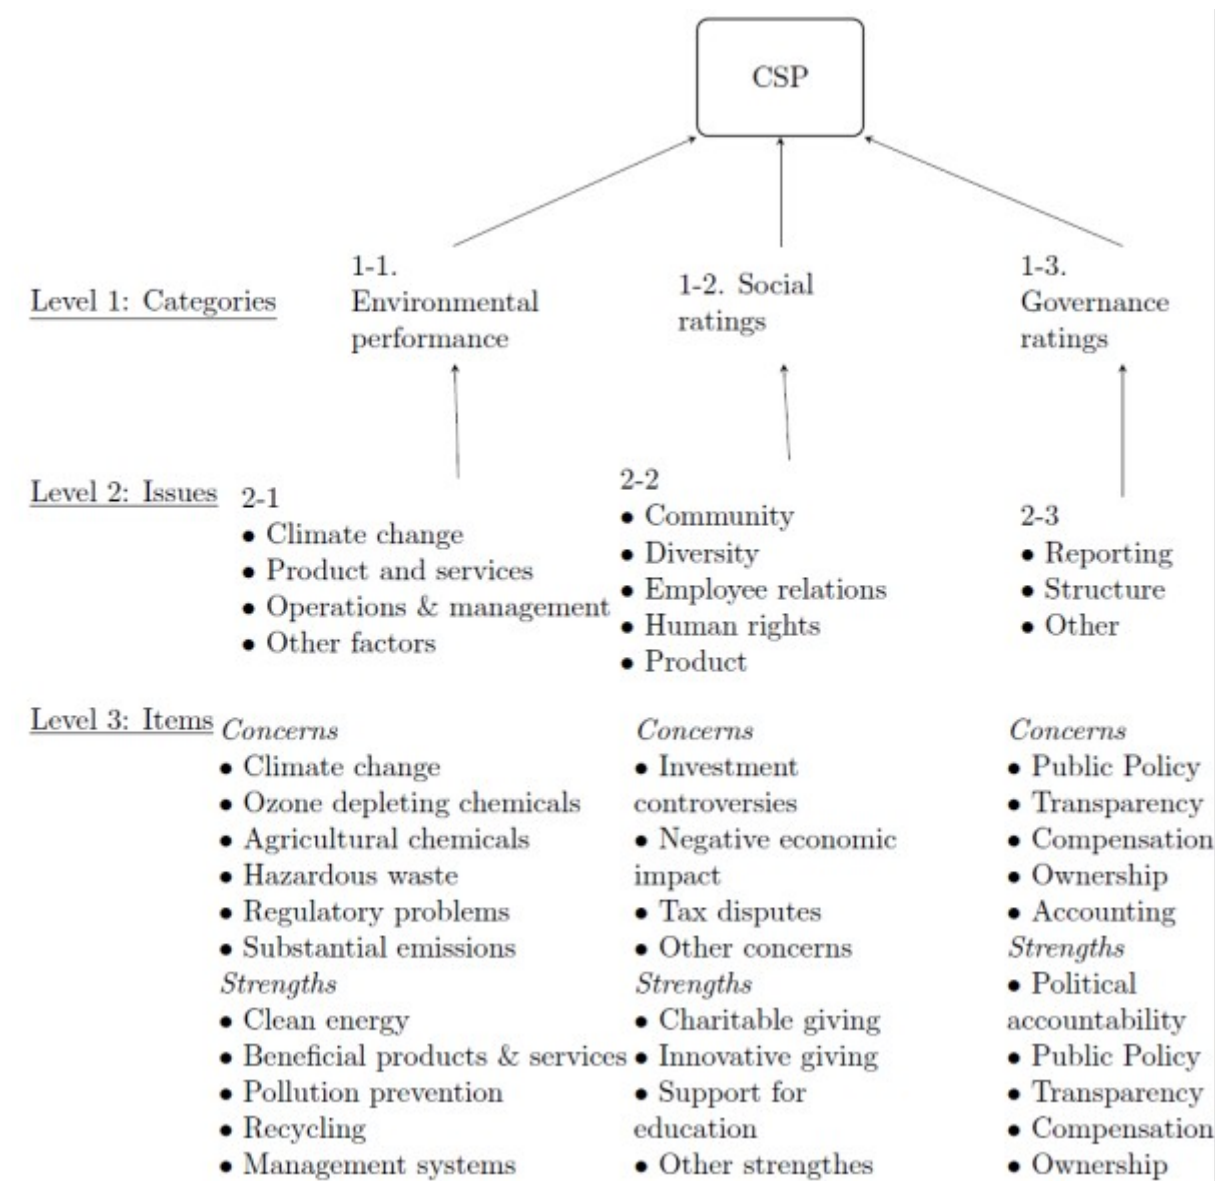 CSP
1-1.
Environmental
performance
1-2. Social
ratings
1-3.
Governance
ratings
Level 1: Categories
Level 2: Issues
2-1
• Climate change
• Product and services
• Operations & management
• Other factors
2-2
• Community
• Diversity
• Employee relations
• Human rights
• Product
2-3
• Reporting
• Structure
• Other
Level 3: Items
Concerns
• Climate change
• Ozone depleting chemicals
• Agricultural chemicals
• Hazardous waste
• Regulatory problems
• Substantial emissions
Strengths
• Clean energy
• Beneficial products & services
• Pollution prevention
• Recycling
• Management systems
Concerns
• Investment
controversies
• Negative economic
impact
• Tax disputes
• Other concerns
Strengths
• Charitable giving
• Innovative giving
• Support for
education
• Other strengthes
Concerns
• Public Policy
• Transparency
• Compensation
• Ownership
• Accounting
Strengths
• Political
accountability
• Public Policy
• Transparency
• Compensation
• Ownership